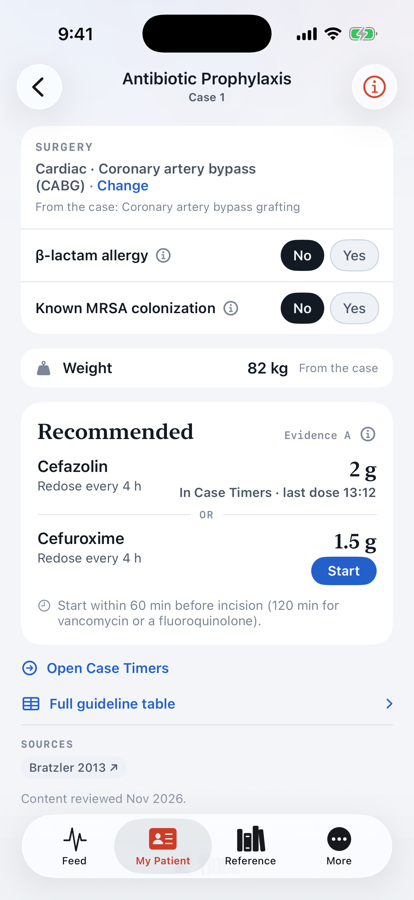 9:41
Antibiotic Prophylaxis
Case 1
SURGERY
Cardiac · Coronary artery bypass
(CABG) · Change
From the case: Coronary artery bypass grafting
β-lactam allergy
No
Yes
Known MRSA colonization
No
Yes
Weight
82 kg
From the case
Recommended
Evidence A
Cefazolin
2 g
Redose every 4 h
In Case Timers · last dose 13:12
OR
Cefuroxime
1.5 g
Redose every 4 h
Start
Start within 60 min before incision (120 min for
vancomycin or a fluoroquinolone).
Open Case Timers
Full guideline table
SOURCES
Bratzler 2013 ↗
Content reviewed Nov 2026.
Feed
My Patient
Reference
More